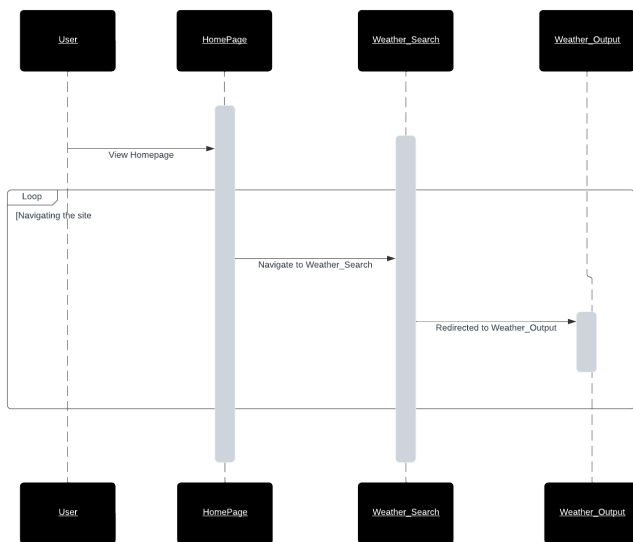 User
HomePage
Weather_Search
Weather_Output
View Homepage
Loop
[Navigating the site
Navigate to Weather_Search
Redirected to Weather_Output
User
HomePage
Weather_Search
Weather_Output